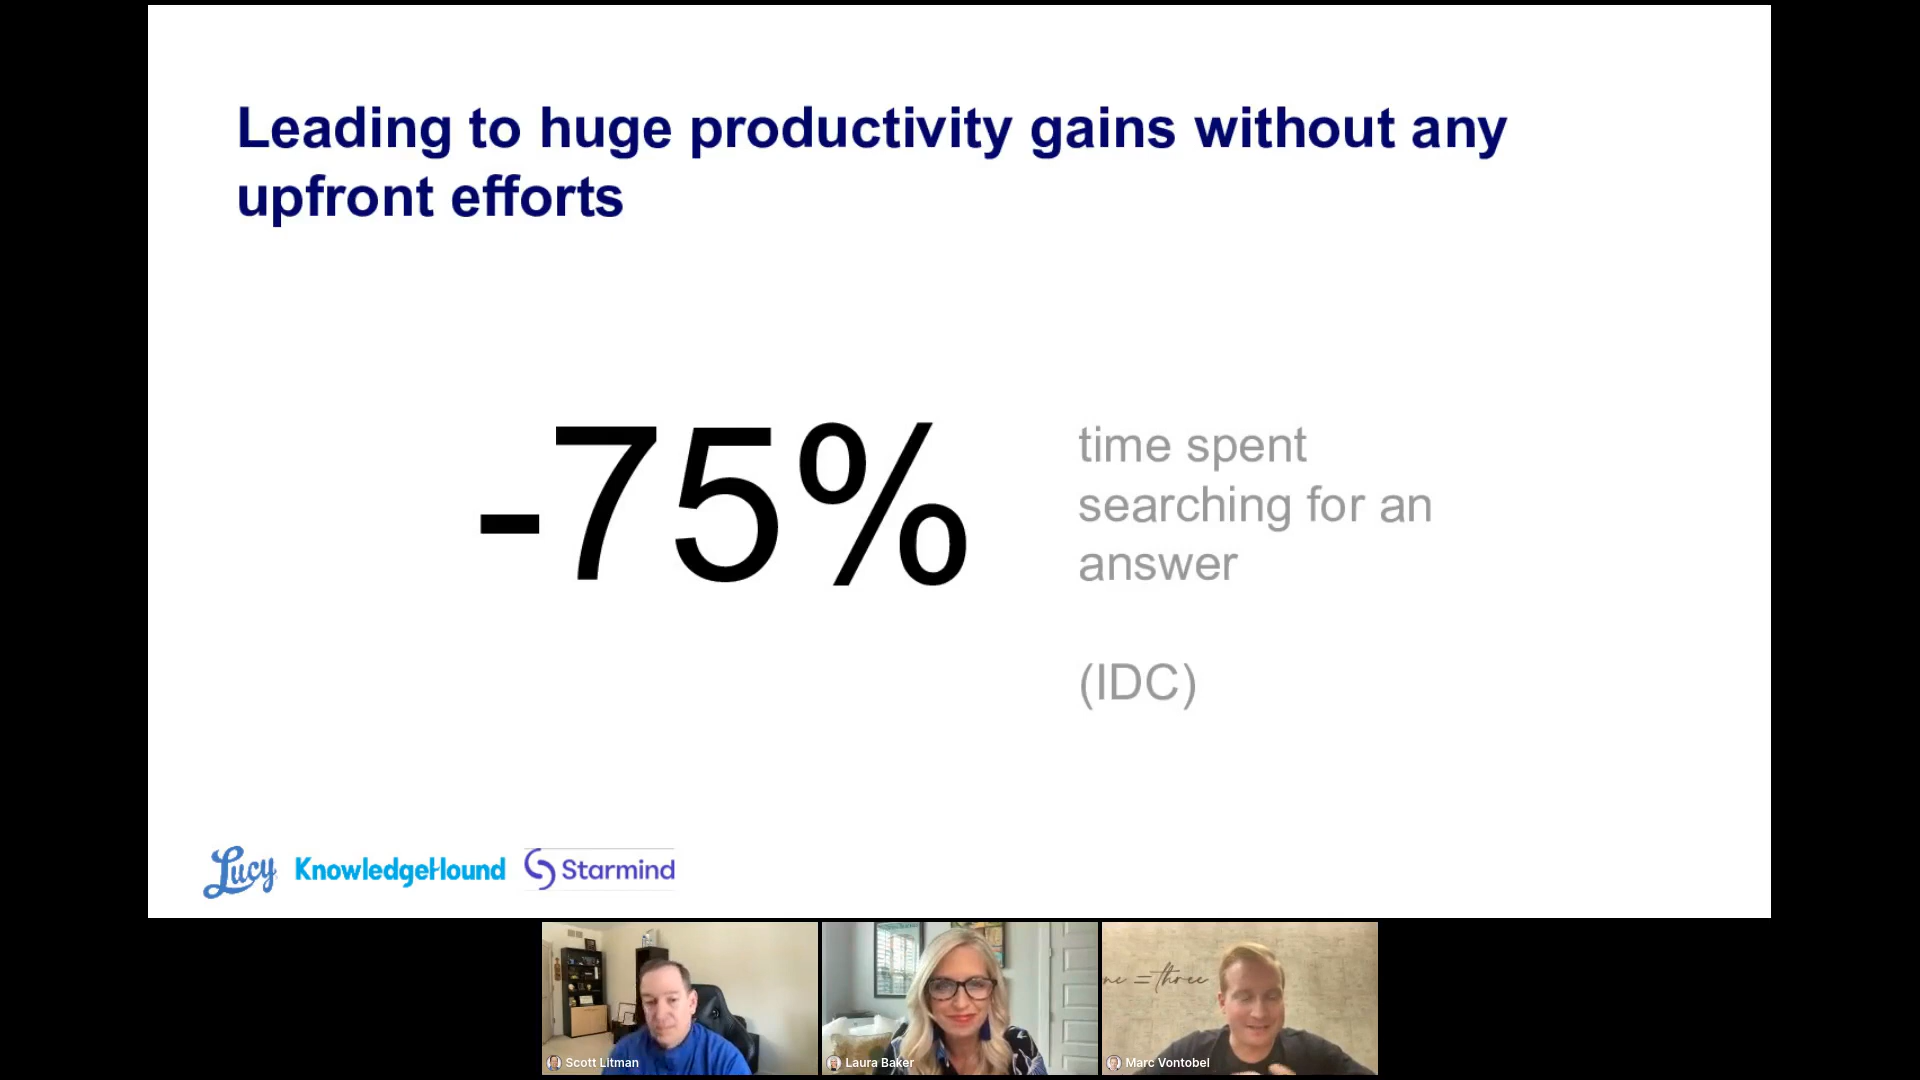 Leading to huge productivity gains without any
upfront efforts
-75%
time spent
searching for an
answer
(IDC)
Lucy KnowledgeHound Starmind
=three
Scott Litman
Laura Baker
Marc Vontobel